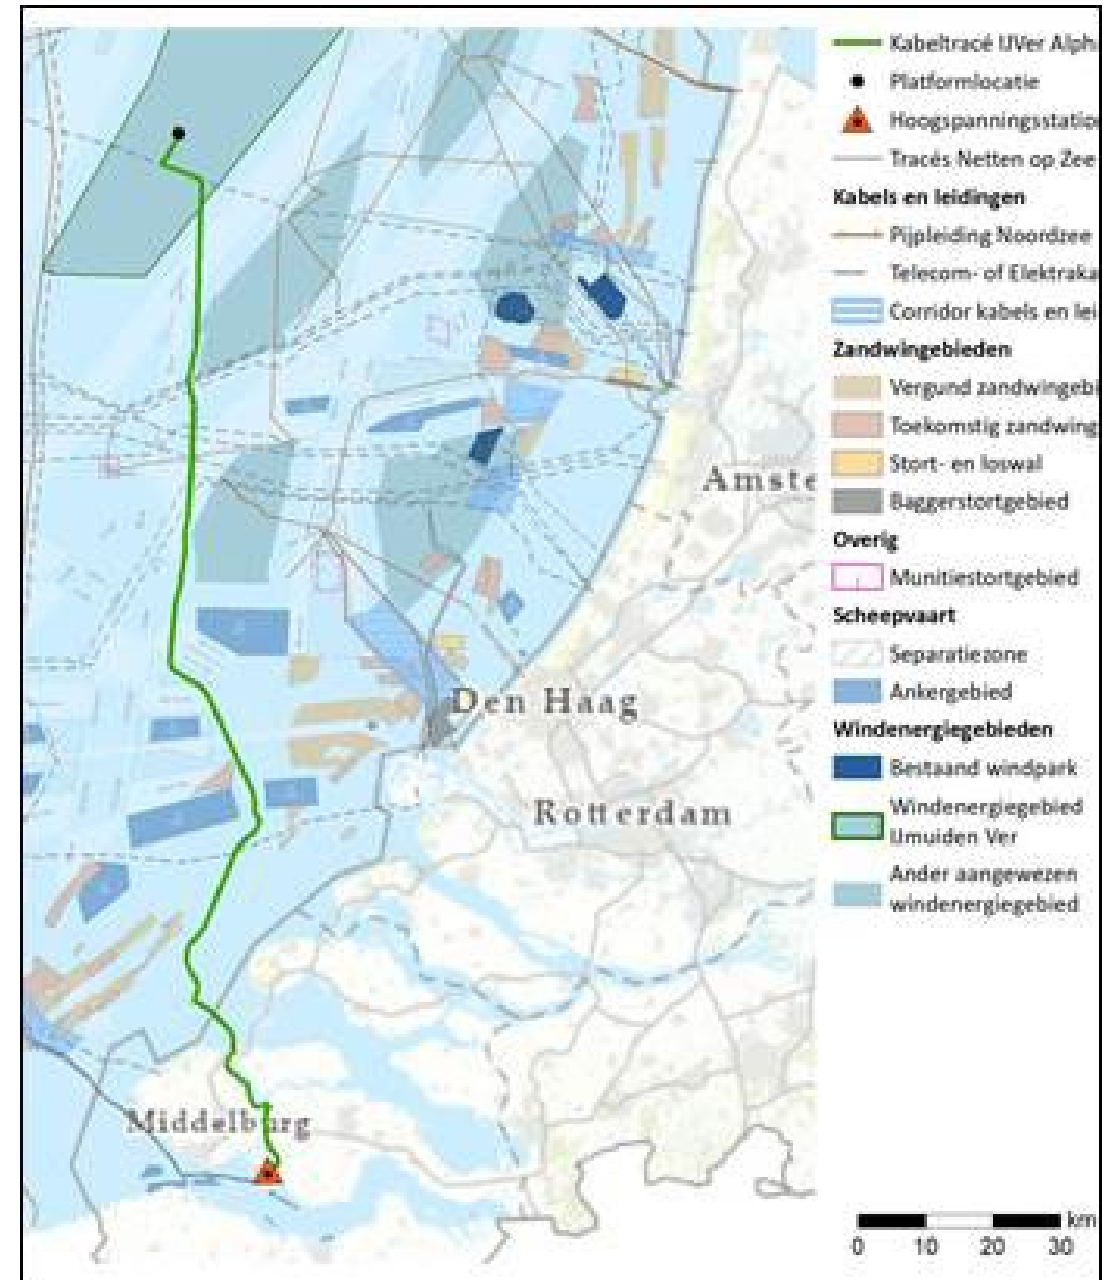 Kabeltracé IJVer Alph
Platformlocatie
Hoogspanningsstatio
Tracés Netten op Zee
Kabels en leidingen
Pijpleiding Noordzee
Telecom- of Elektraka
Corridor kabels en lei
Zandwingebieden
Vergund zandwingebi
Toekomstig zandwing
Stort- en loswal
Baggerstortgebied
Overig
Munitiestortgebied
Scheepvaart
Separatiezone
Ankergebied
Windenergiegebieden
Bestaand windpark
Windenergiegebied
IJmuiden Ver
Ander aangewezen
windenergiegebied
Amste
Den Haag
Rotterdam
Middelburg
km
0 10 20 30